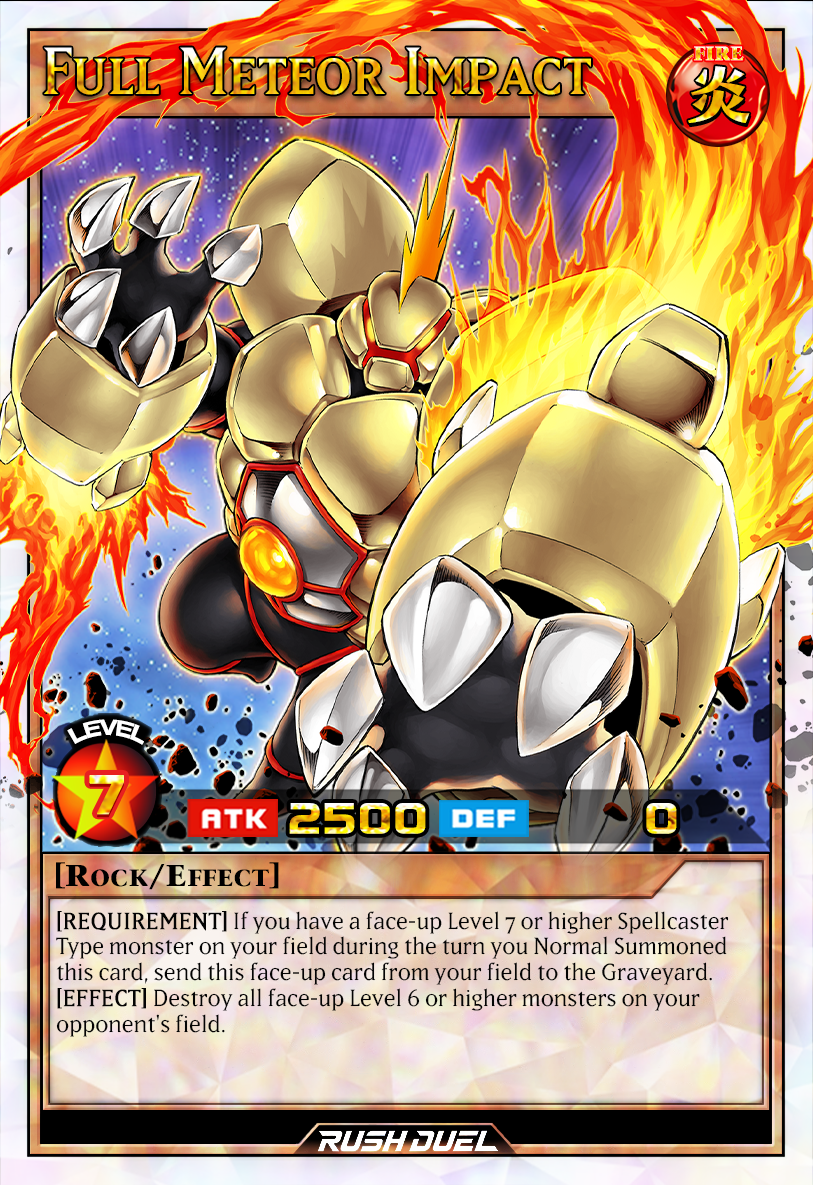 FULL METEOR IMPACT
FIRE
炎
LEVEL
7
ATK 2500 DEF 0
[ROCK/EFFECT]
[REQUIREMENT] If you have a face-up Level 7 or higher Spellcaster
Type monster on your field during the turn you Normal Summoned
this card, send this face-up card from your field to the Graveyard.
[EFFECT] Destroy all face-up Level 6 or higher monsters on your
opponent's field.
RUSH DUEL